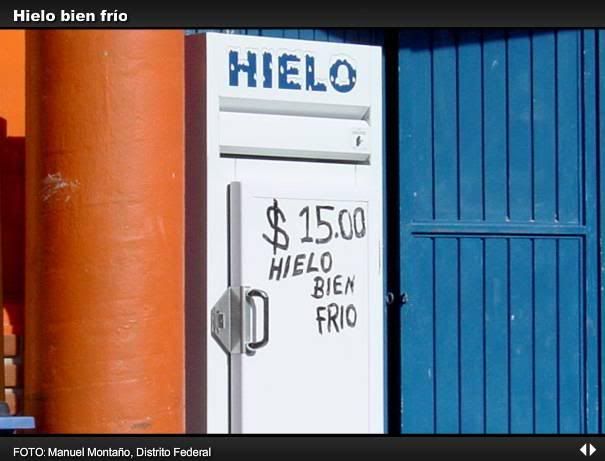 Hielo bien frío
HIELO
$ 15.00
HIELO
BIEN
FRIO
FOTO: Manuel Montaño, Distrito Federal